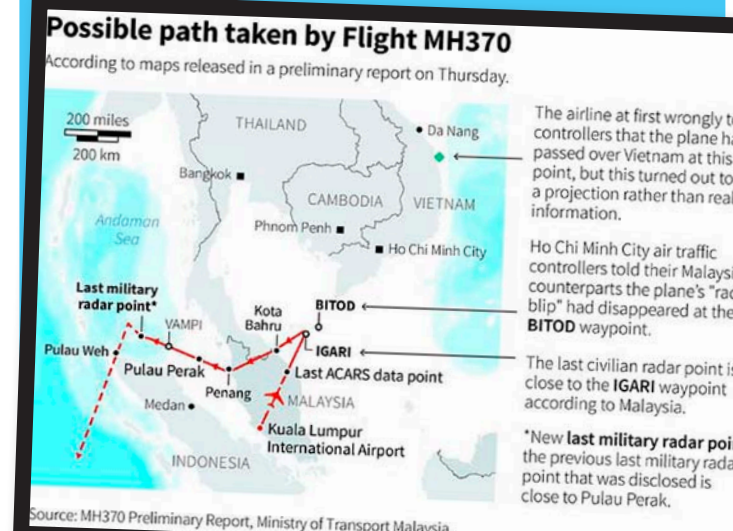 Possible path taken by Flight MH370
According to maps released in a preliminary report on Thursday.
200 miles
200 km
THAILAND
Da Nang
Bangkok
CAMBODIA
VIETNAM
Andaman
Sea
Phnom Penh
Ho Chi Minh City
Last military
radar point*
VAMPI
Kota
Bahru
BITOD
IGARI
Pulau Weh
Pulau Perak
Penang
Last ACARS data point
Medan
MALAYSIA
Kuala Lumpur
International Airport
INDONESIA
The airline at first wrongly
controllers that the plane
passed over Vietnam at this
point, but this turned out to
a projection rather than real
information.
Ho Chi Minh City air traffic
controllers told their
counterparts the plane's
blip" had disappeared at the
BITOD waypoint.
The last civilian radar point
close to the IGARI waypoint
according to Malaysia.
*New last military radar
the previous last military
point that was disclosed is
close to Pulau Perak.
Source: MH370 Preliminary Report, Ministry of Transport Malaysia